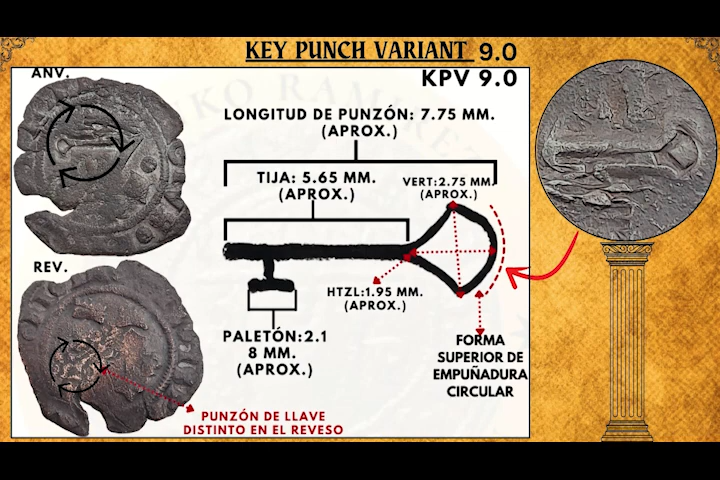 KEY PUNCH VARIANT 9.0
KPV 9.0
ANV.
LONGITUD DE PUNZÓN: 7.75 MM.
(APROX.)
TIJA: 5.65 MM.
(APROX.)
VERT:2.75 MM.
(APROX.)
HTZL:1.95 MM.
(APROX.)
PALETÓN:2.1
8 MM.
(APROX.)
FORMA
SUPERIOR DE
EMPUÑADURA
CIRCULAR
REV.
PUNZÓN DE LLAVE
DISTINTO EN EL REVESO